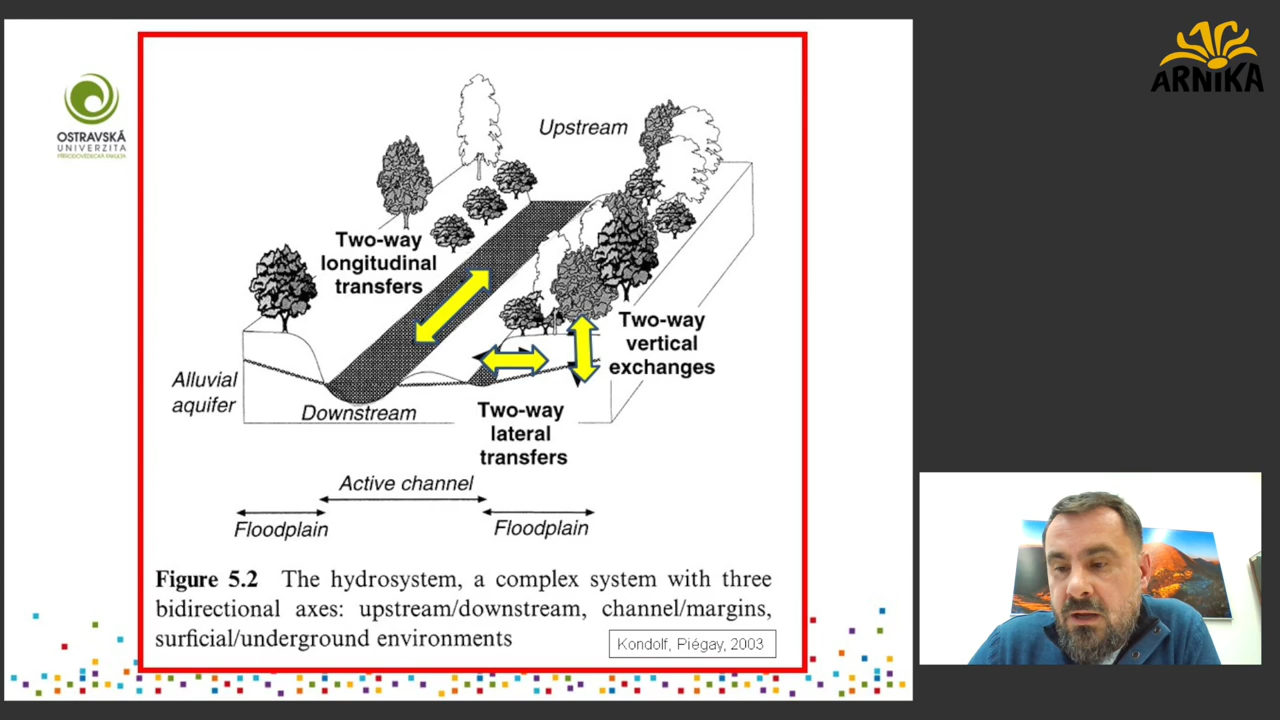 ARNIKA
OSTRAVSKÁ
UNIVERZITA
PŘÍRODOVĚDECKÁ FAKULTA
Upstream
Two-way
longitudinal
transfers
Two-way
vertical
exchanges
Alluvial
aquifer
Downstream
Two-way
lateral
transfers
Active channel
Floodplain
Floodplain
Figure 5.2 The hydrosystem, a complex system with three
bidirectional axes: upstream/downstream, channel/margins,
surficial/underground environments
Kondolf, Piégay, 2003